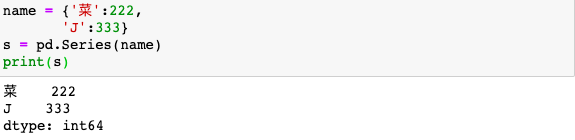 name = {'菜':222,
'J':333}
s = pd.Series(name)
print(s)
菜    222
J    333
dtype: int64